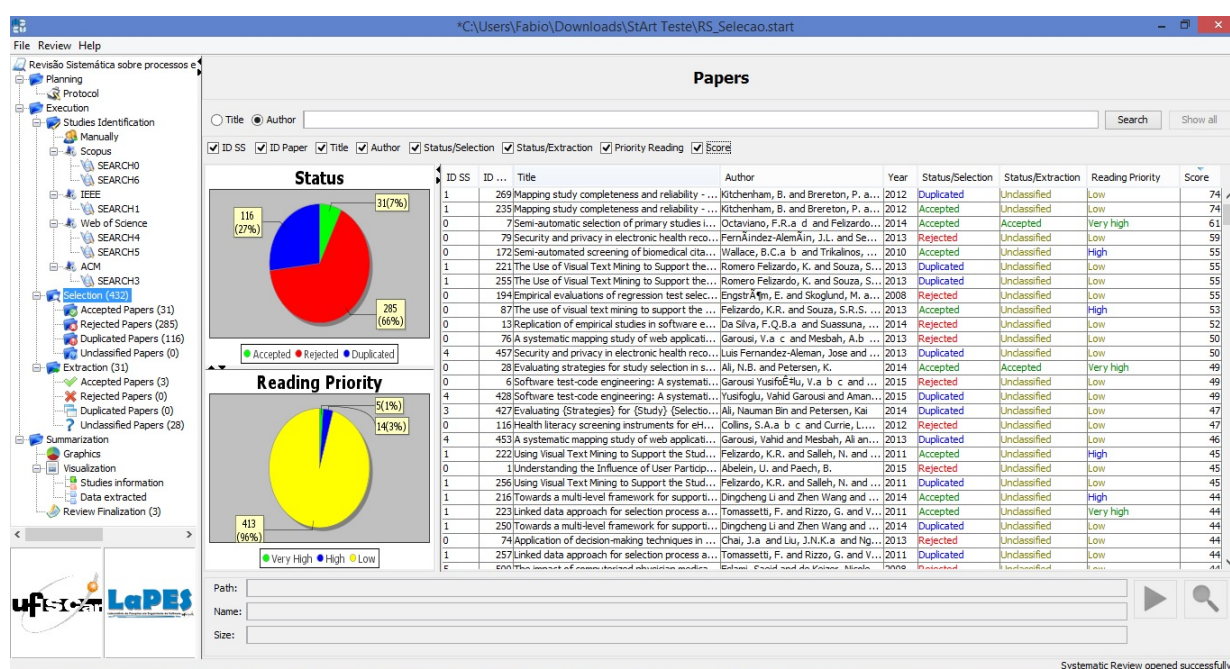 *C:\Users\Fabio\Downloads\StArt Teste\RS_Selecao.start
File Review Help
Revisão Sistemática sobre processos e
Planning
Protocol
Execution
Studies Identification
Manually
Scopus
SEARCH0
SEARCH6
IEEE
SEARCH1
Web of Science
SEARCH4
SEARCH5
ACM
SEARCH3
Selection (432)
Accepted Papers (31)
Rejected Papers (285)
Duplicated Papers (116)
Unclassified Papers (0)
Extraction (31)
Accepted Papers (3)
Rejected Papers (0)
Duplicated Papers (0)
Unclassified Papers (28)
Summarization
Graphics
Visualization
Studies information
Data extracted
Review Finalization (3)
ufscar LaPES
Papers
Title Author Search Show all
ID SS ID Paper Title Author Status/Selection Status/Extraction Priority Reading Score
Status
31(7%)
116
(27%)
285
(66%)
Accepted Rejected Duplicated
Reading Priority
5(1%)
14(3%)
413
(96%)
Very High High Low
ID SS ID ... Title Author Year Status/Selection Status/Extraction Reading Priority Score
1 269 Mapping study completeness and reliability - ... Kitchenham, B. and Brereton, P. a... 2012 Duplicated Unclassified Low 74
1 235 Mapping study completeness and reliability - ... Kitchenham, B. and Brereton, P. a... 2012 Accepted Unclassified Low 74
0 7 Semi-automatic selection of primary studies i... Octaviano, F.R.a d and Felizardo... 2014 Accepted Accepted Very high 61
0 79 Security and privacy in electronic health reco... FernÃindez-AlemÃin, J.L. and Se... 2013 Rejected Unclassified Low 59
0 172 Semi-automated screening of biomedical cita... Wallace, B.C.a b and Trikalinos, ... 2010 Accepted Unclassified High 55
1 221 The Use of Visual Text Mining to Support the... Romero Felizardo, K. and Souza, S... 2013 Duplicated Unclassified Low 55
1 255 The Use of Visual Text Mining to Support the... Romero Felizardo, K. and Souza, S... 2013 Duplicated Unclassified Low 55
0 194 Empirical evaluations of regression test selec... EngstrÃ¶m, E. and Skoglund, M. a... 2008 Rejected Unclassified Low 55
0 87 The use of visual text mining to support the ... Felizardo, K.R. and Souza, S.R.S. ... 2013 Accepted Unclassified High 53
0 13 Replication of empirical studies in software e... Da Silva, F.Q.B.a and Suassuna, ... 2014 Rejected Unclassified Low 52
0 76 A systematic mapping study of web applicati... Garousi, V.a c and Mesbah, A.b ... 2013 Rejected Unclassified Low 50
4 457 Security and privacy in electronic health reco... Luis Fernandez-Aleman, Jose and ... 2013 Duplicated Unclassified Low 50
0 28 Evaluating strategies for study selection in s... Ali, N.B. and Petersen, K. 2014 Accepted Accepted Very high 49
0 6 Software test-code engineering: A systemati... Garousi YusifoÊ‡lu, V.a b c and ... 2015 Rejected Unclassified Low 49
4 428 Software test-code engineering: A systemati... Yusifoglu, Vahid Garousi and Aman... 2015 Duplicated Unclassified Low 49
3 427 Evaluating {Strategies} for {Study} {Selectio... Ali, Nauman Bin and Petersen, Kai 2014 Duplicated Unclassified Low 47
0 116 Health literacy screening instruments for eH... Collins, S.A.a b c and Currie, L.... 2012 Rejected Unclassified Low 47
4 453 A systematic mapping study of web applicati... Garousi, Vahid and Mesbah, Ali an... 2013 Duplicated Unclassified Low 46
1 222 Using Visual Text Mining to Support the Stud... Felizardo, K.R. and Salleh, N. and ... 2011 Accepted Unclassified High 45
0 1 Understanding the Influence of User Particip... Abelein, U. and Paech, B. 2015 Rejected Unclassified Low 45
1 256 Using Visual Text Mining to Support the Stud... Felizardo, K.R. and Salleh, N. and ... 2011 Duplicated Unclassified Low 45
1 216 Towards a multi-level framework for supporti... Dingcheng Li and Zhen Wang and ... 2014 Accepted Unclassified High 44
1 223 Linked data approach for selection process a... Tomassetti, F. and Rizzo, G. and V... 2011 Accepted Unclassified Very high 44
1 250 Towards a multi-level framework for supporti... Dingcheng Li and Zhen Wang and ... 2014 Duplicated Unclassified Low 44
0 74 Application of decision-making techniques in ... Chai, J.a and Liu, J.N.K.a and Ng... 2013 Rejected Unclassified Low 44
1 257 Linked data approach for selection process a... Tomassetti, F. and Rizzo, G. and V... 2011 Duplicated Unclassified Low 44
Path:
Name:
Size:
Systematic Review opened successfully